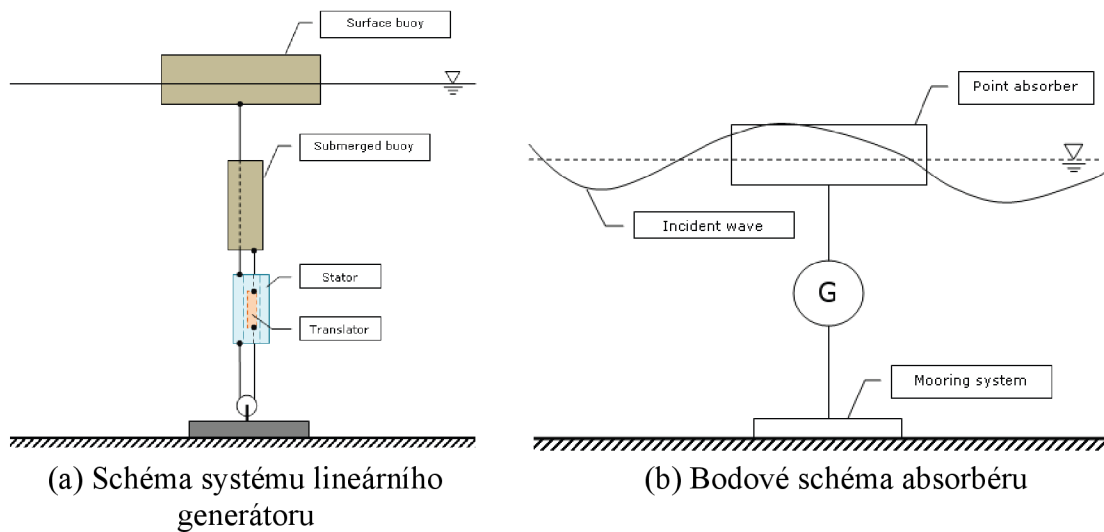 Surface buoy
Submerged buoy
Stator
Translator
Point absorber
Incident wave
G
Mooring system
(a) Schéma systému lineárního
generátoru
(b) Bodové schéma absorbéru